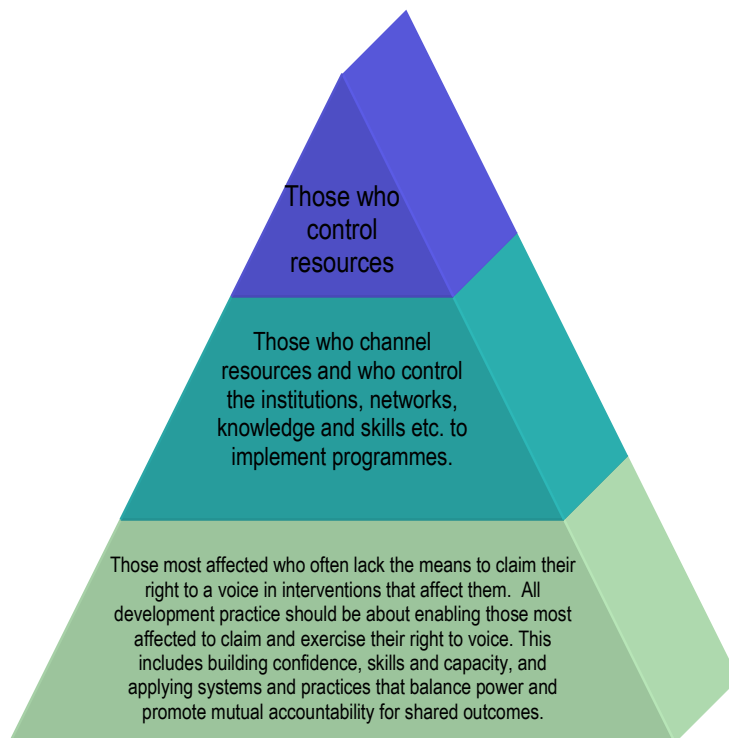 Those who
control
resources
Those who channel
resources and who control
the institutions, networks,
knowledge and skills etc. to
implement programmes.
Those most affected who often lack the means to claim their
right to a voice in interventions that affect them.  All
development practice should be about enabling those most
affected to claim and exercise their right to voice. This
includes building confidence, skills and capacity, and
applying systems and practices that balance power and
promote mutual accountability for shared outcomes.